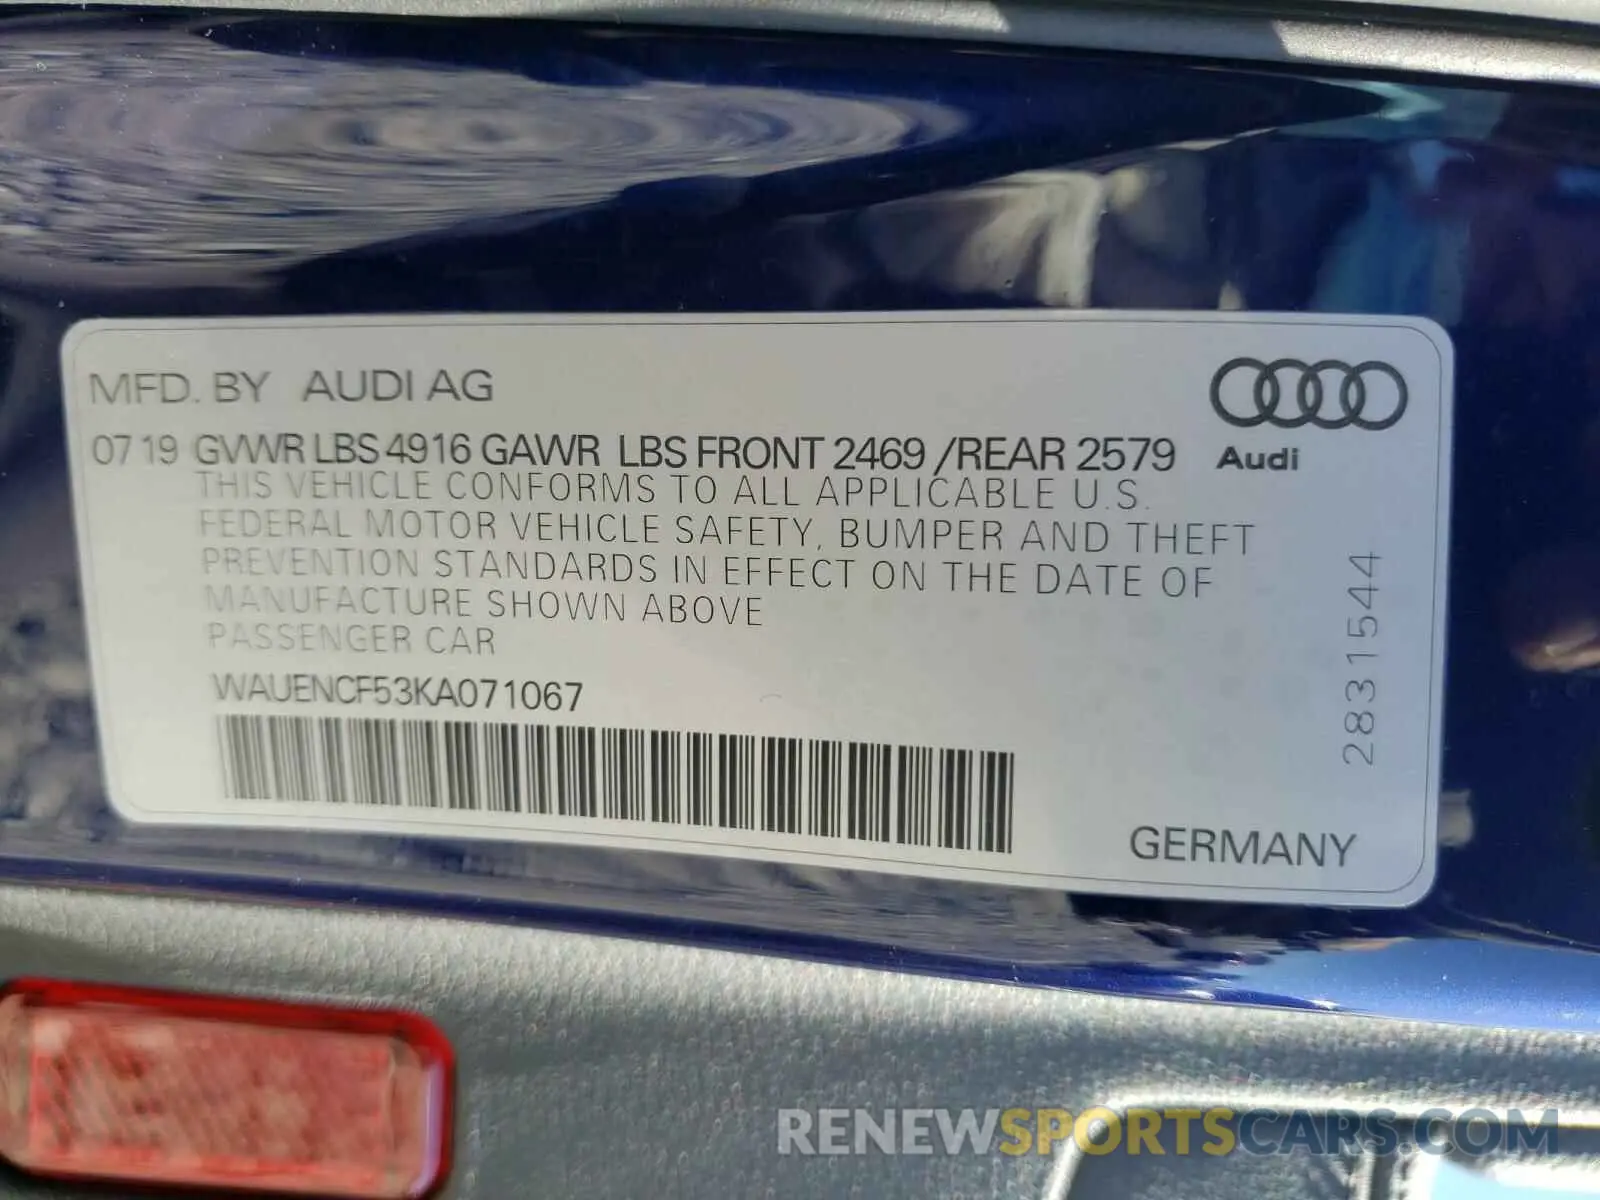 MFD. BY AUDI AG
07 19 GVWR LBS 4916 GAWR LBS FRONT 2469 /REAR 2579
Audi
THIS VEHICLE CONFORMS TO ALL APPLICABLE U.S.
FEDERAL MOTOR VEHICLE SAFETY, BUMPER AND THEFT
PREVENTION STANDARDS IN EFFECT ON THE DATE OF
MANUFACTURE SHOWN ABOVE
PASSENGER CAR
WAUENCF53KA071067
2831544
GERMANY
RENEWSPORTSCARS.COM